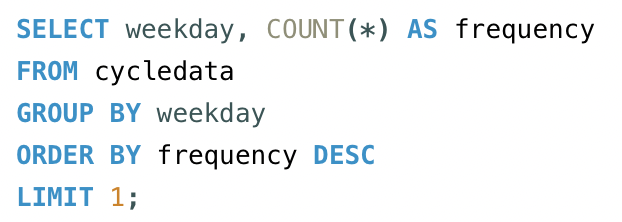 SELECT weekday, COUNT(*) AS frequency
FROM cycledata
GROUP BY weekday
ORDER BY frequency DESC
LIMIT 1;